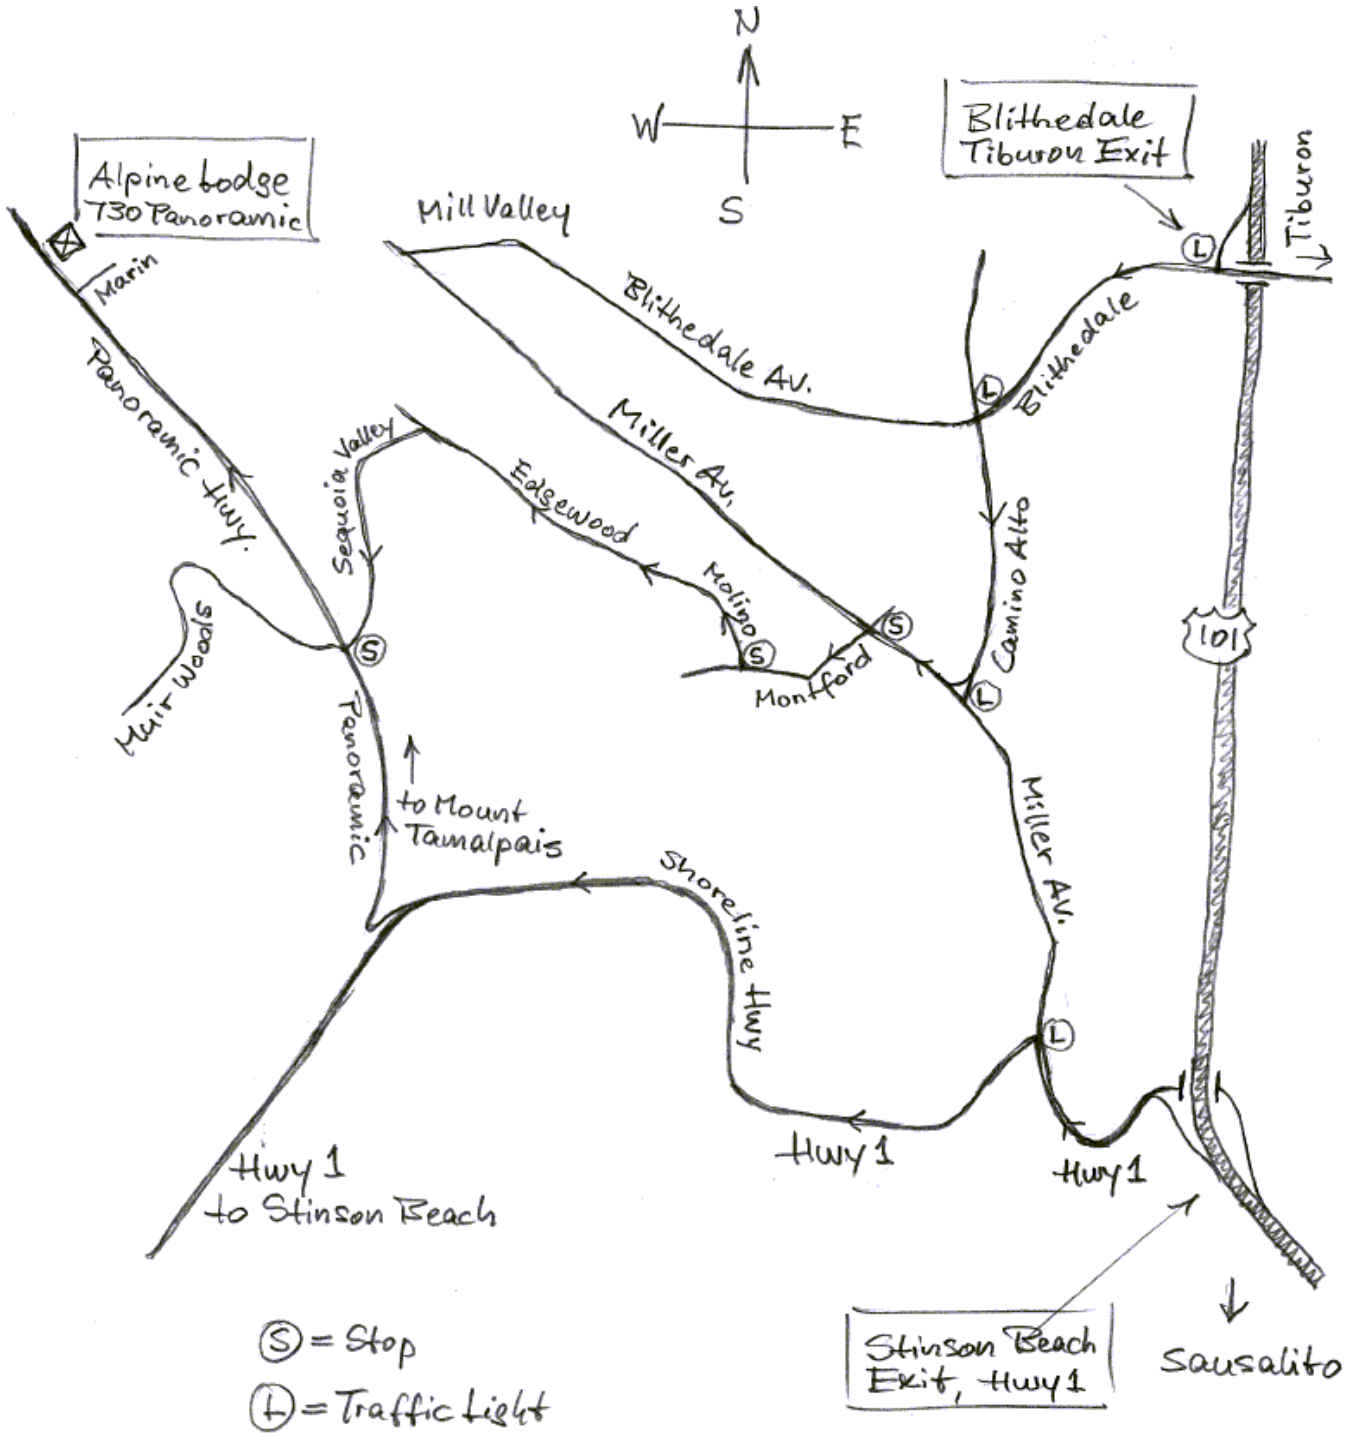 N
W E
S
Blithedale
Tiburon Exit
Alpine Lodge
730 Panoramic
Marin
Mill Valley
Tiburon
L
Blithedale Av.
Blithedale
L
Panoramic Hwy.
Sequoia Valley
Edgewood
Miller Av.
Camino Alto
Molino
S
S
Montford
L
101
Muir Woods
S
Panoramic
to Mount
Tamalpais
Miller Av.
Shoreline Hwy
L
Hwy 1
Hwy 1
Hwy 1
to Stinson Beach
Stinson Beach
Exit, Hwy 1
Sausalito
S = Stop
L = Traffic Light